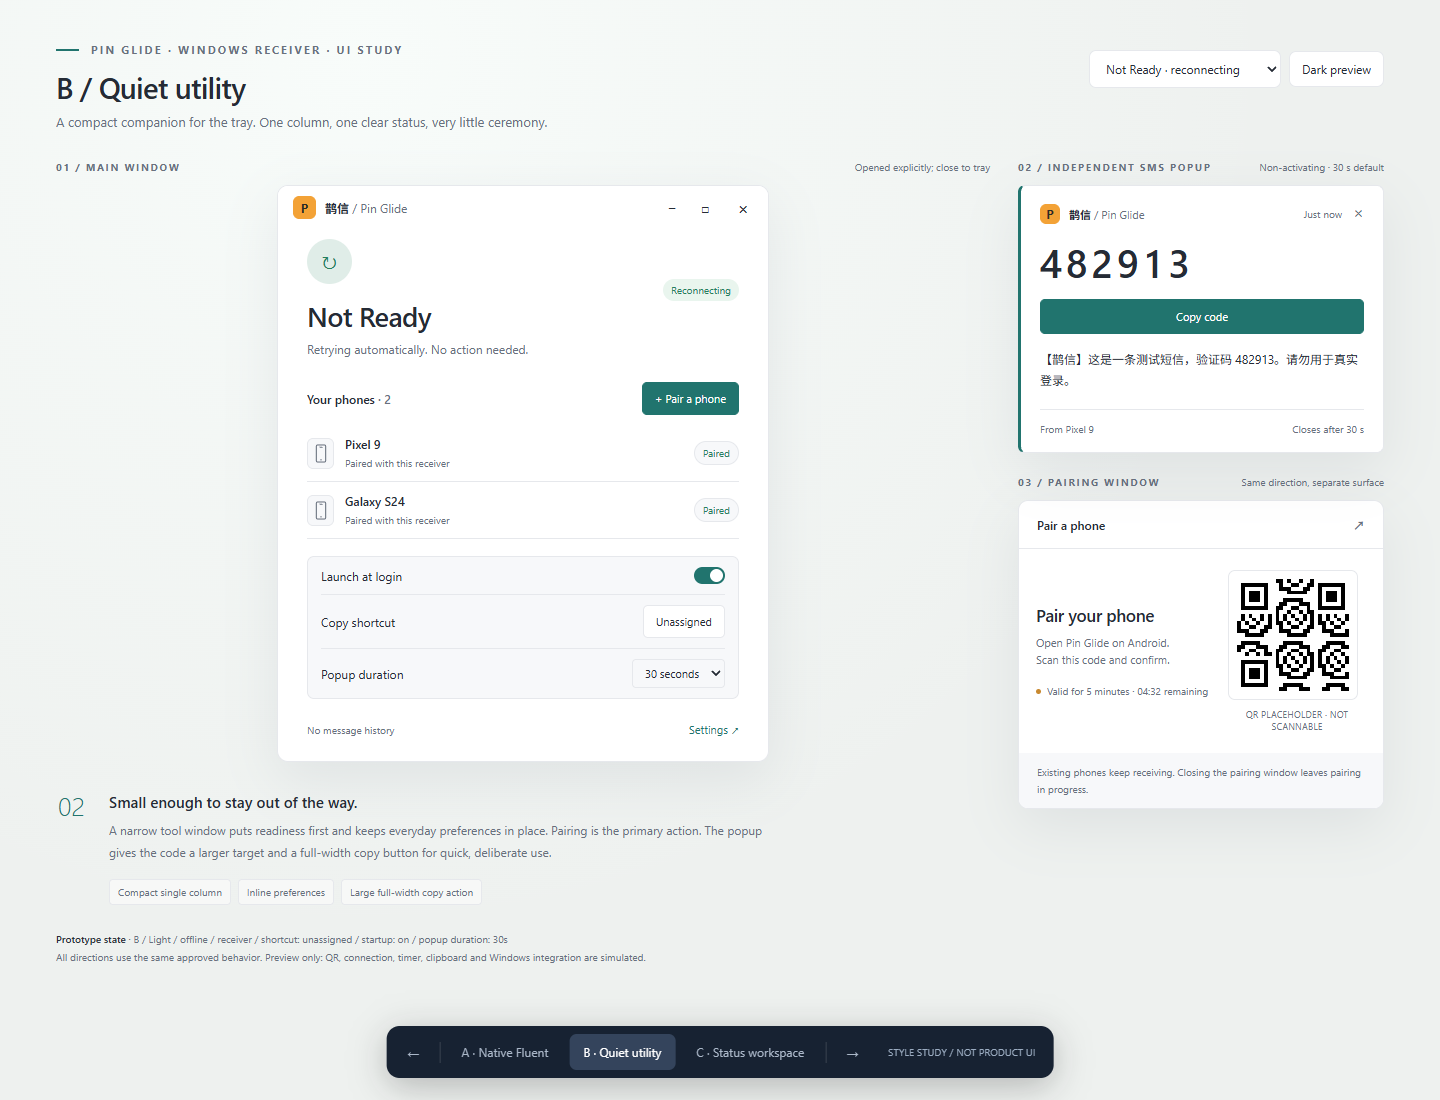 PIN GLIDE · WINDOWS RECEIVER · UI STUDY
B / Quiet utility
A compact companion for the tray. One column, one clear status, very little ceremony.
Not Ready · reconnecting
Dark preview
01 / MAIN WINDOW
Opened explicitly; close to tray
P 鹊信 / Pin Glide
Reconnecting
Not Ready
Retrying automatically. No action needed.
Your phones · 2
+ Pair a phone
Pixel 9
Paired with this receiver
Paired
Galaxy S24
Paired with this receiver
Paired
Launch at login
Copy shortcut
Unassigned
Popup duration
30 seconds
No message history
Settings ↗
02 / INDEPENDENT SMS POPUP
Non-activating · 30 s default
P 鹊信 / Pin Glide
Just now ×
482913
Copy code
【鹊信】这是一条测试短信，验证码 482913。请勿用于真实
登录。
From Pixel 9
Closes after 30 s
03 / PAIRING WINDOW
Same direction, separate surface
Pair a phone
↗
Pair your phone
Open Pin Glide on Android.
Scan this code and confirm.
Valid for 5 minutes · 04:32 remaining
QR PLACEHOLDER · NOT
SCANNABLE
Existing phones keep receiving. Closing the pairing window leaves pairing
in progress.
02
Small enough to stay out of the way.
A narrow tool window puts readiness first and keeps everyday preferences in place. Pairing is the primary action. The popup
gives the code a larger target and a full-width copy button for quick, deliberate use.
Compact single column
Inline preferences
Large full-width copy action
Prototype state · B / Light / offline / receiver / shortcut: unassigned / startup: on / popup duration: 30s
All directions use the same approved behavior. Preview only: QR, connection, timer, clipboard and Windows integration are simulated.
←
A · Native Fluent
B · Quiet utility
C · Status workspace
→
STYLE STUDY / NOT PRODUCT UI